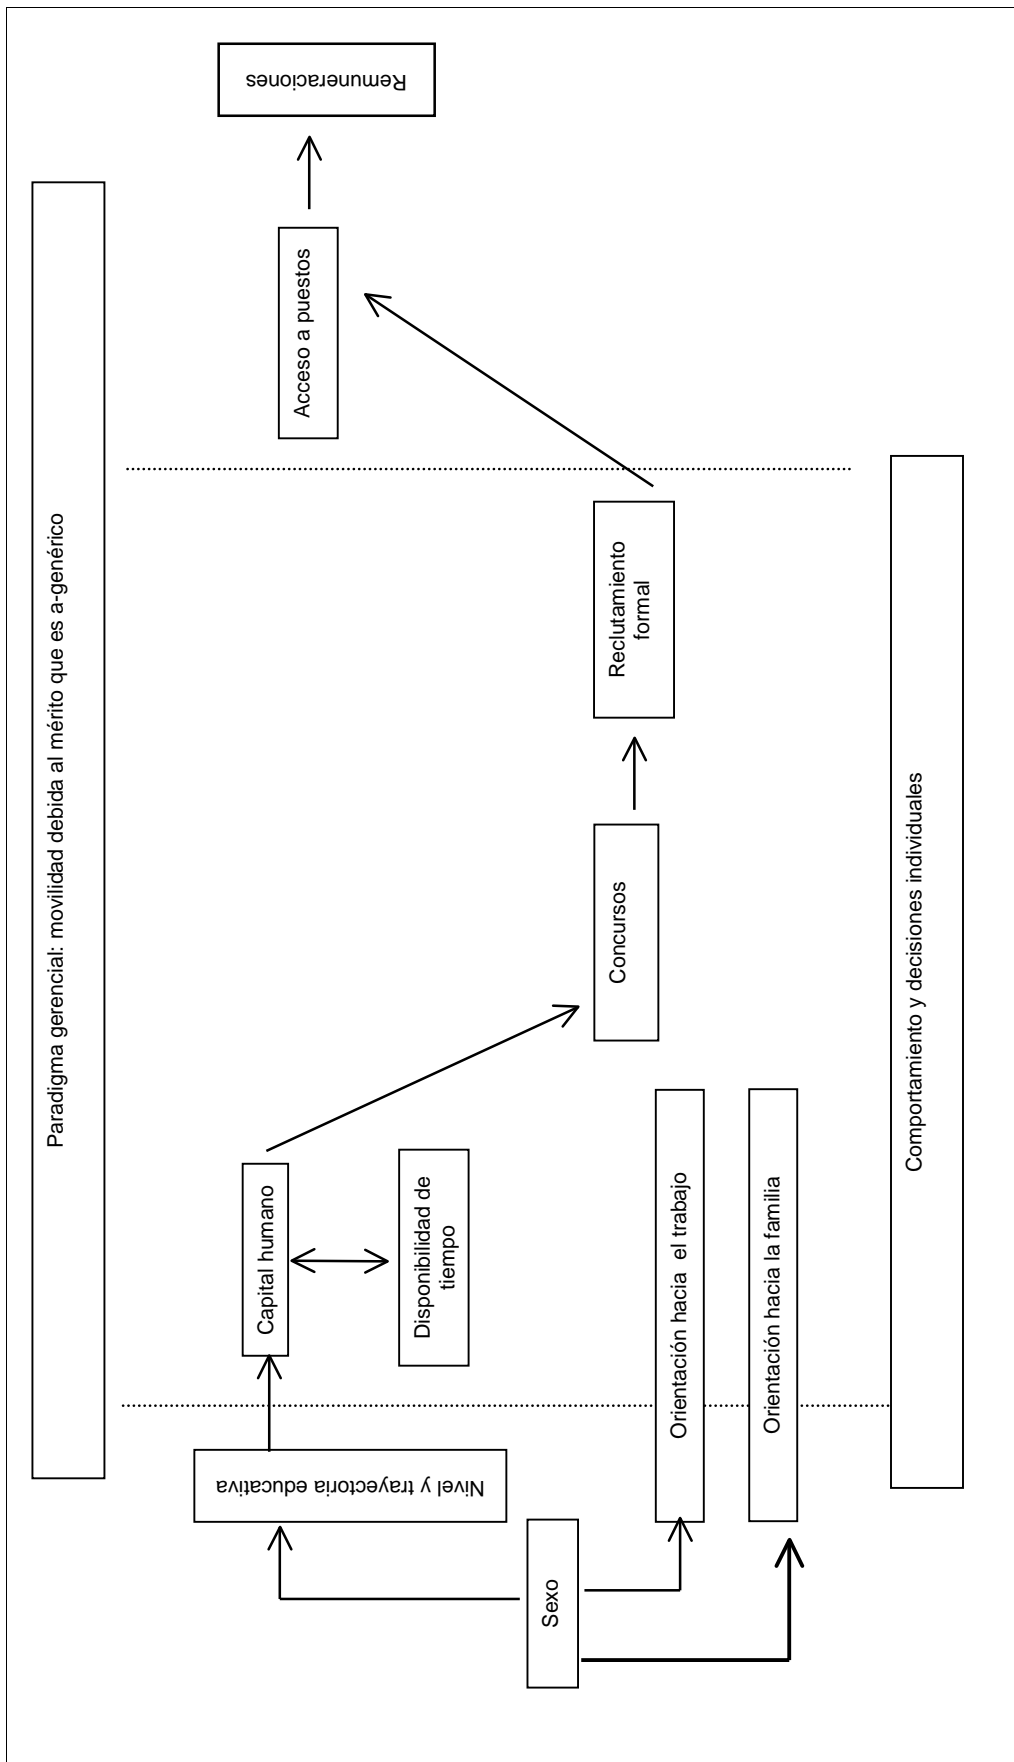 Paradigma gerencial: movilidad debida al mérito que es a-genérico
Remuneraciones
Acceso a puestos
Nivel y trayectoria educativa
Capital humano
Disponibilidad de
tiempo
Sexo
Concursos
Reclutamiento
formal
Orientación hacia el trabajo
Orientación hacia la familia
Comportamiento y decisiones individuales